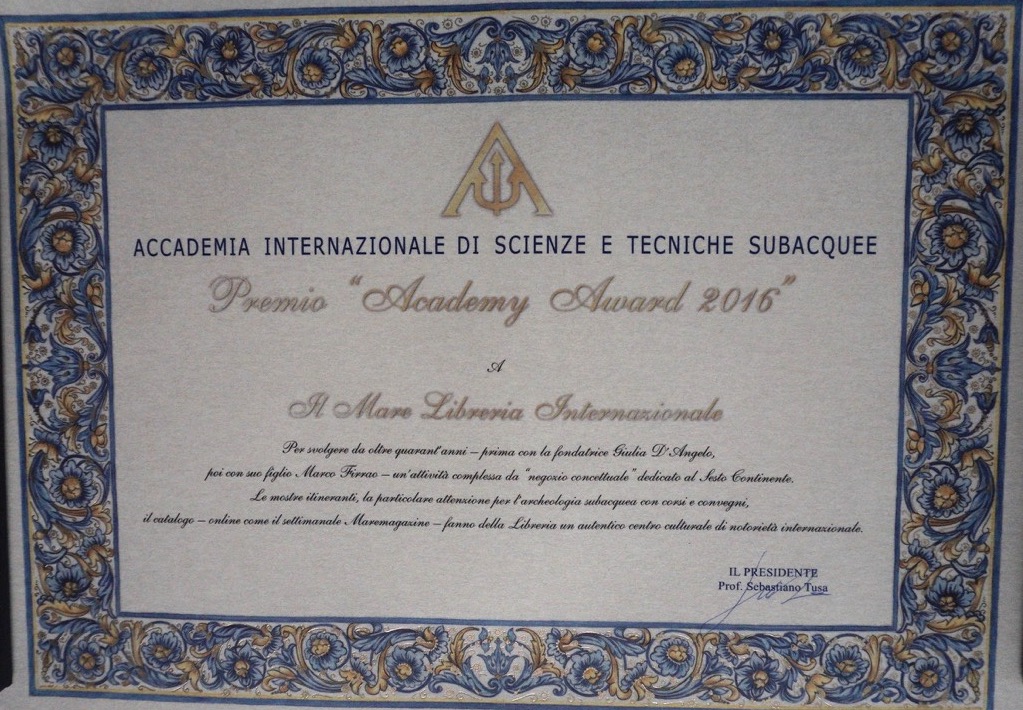 ACCADEMIA INTERNAZIONALE DI SCIENZE E TECNICHE SUBACQUEE
Premio "Academy Award 2016"
A
Il Mare Libreria Internazionale
Per svolgere da oltre quarant'anni – prima con la fondatrice Giulia D'Angelo,
poi con suo figlio Marco Firrao – un'attività complessa da "negozio concettuale" dedicato al Sesto Continente.
Le mostre itineranti, la particolare attenzione per l'archeologia subacquea con corsi e convegni,
il catalogo – online come il settimanale Maremagazine – fanno della Libreria un autentico centro culturale di notorietà internazionale.
IL PRESIDENTE
Prof. Sebastiano Tusa